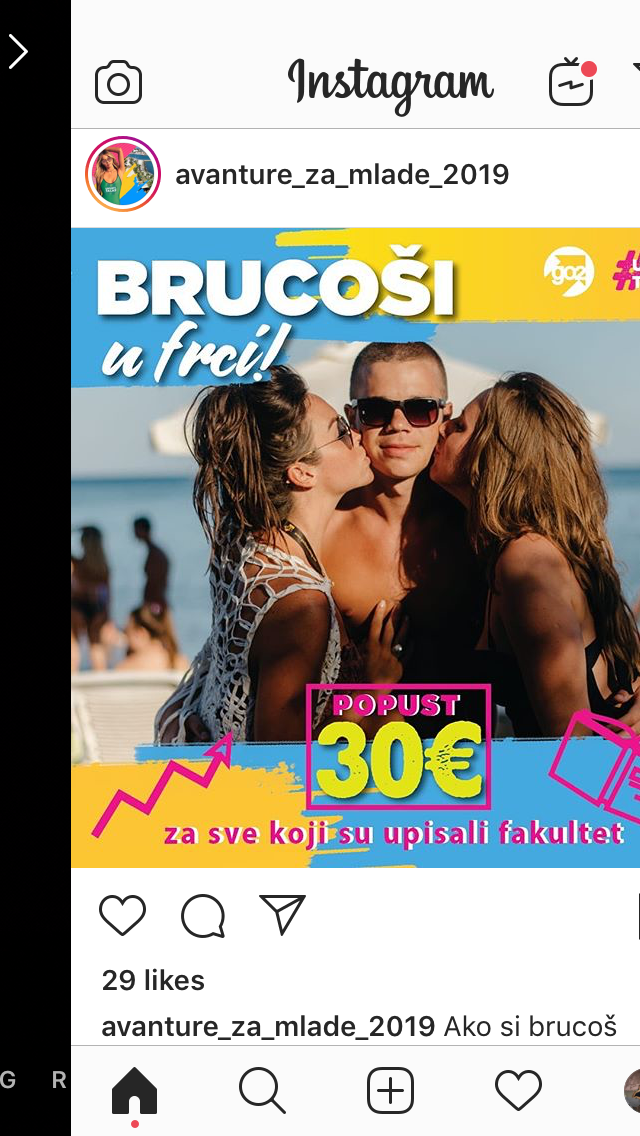 Instagram
avanture_za_mlade_2019
BRUCOŠI
u frci!
go2
#
POPUST
30€
za sve koji su upisali fakultet
29 likes
avanture_za_mlade_2019 Ako si brucoš
G R